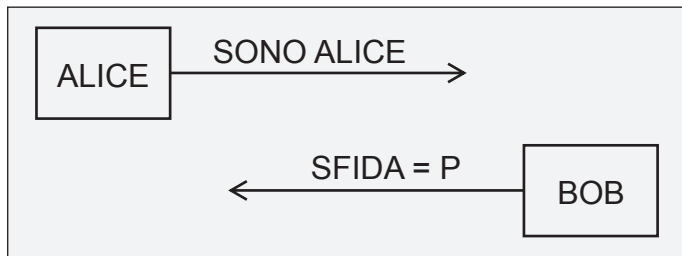 SONO ALICE
ALICE
SFIDA = P
BOB